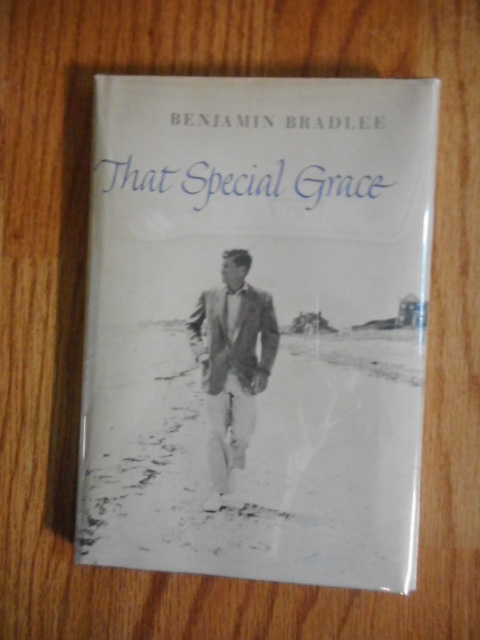 BENJAMIN BRADLEE
That Special Grace